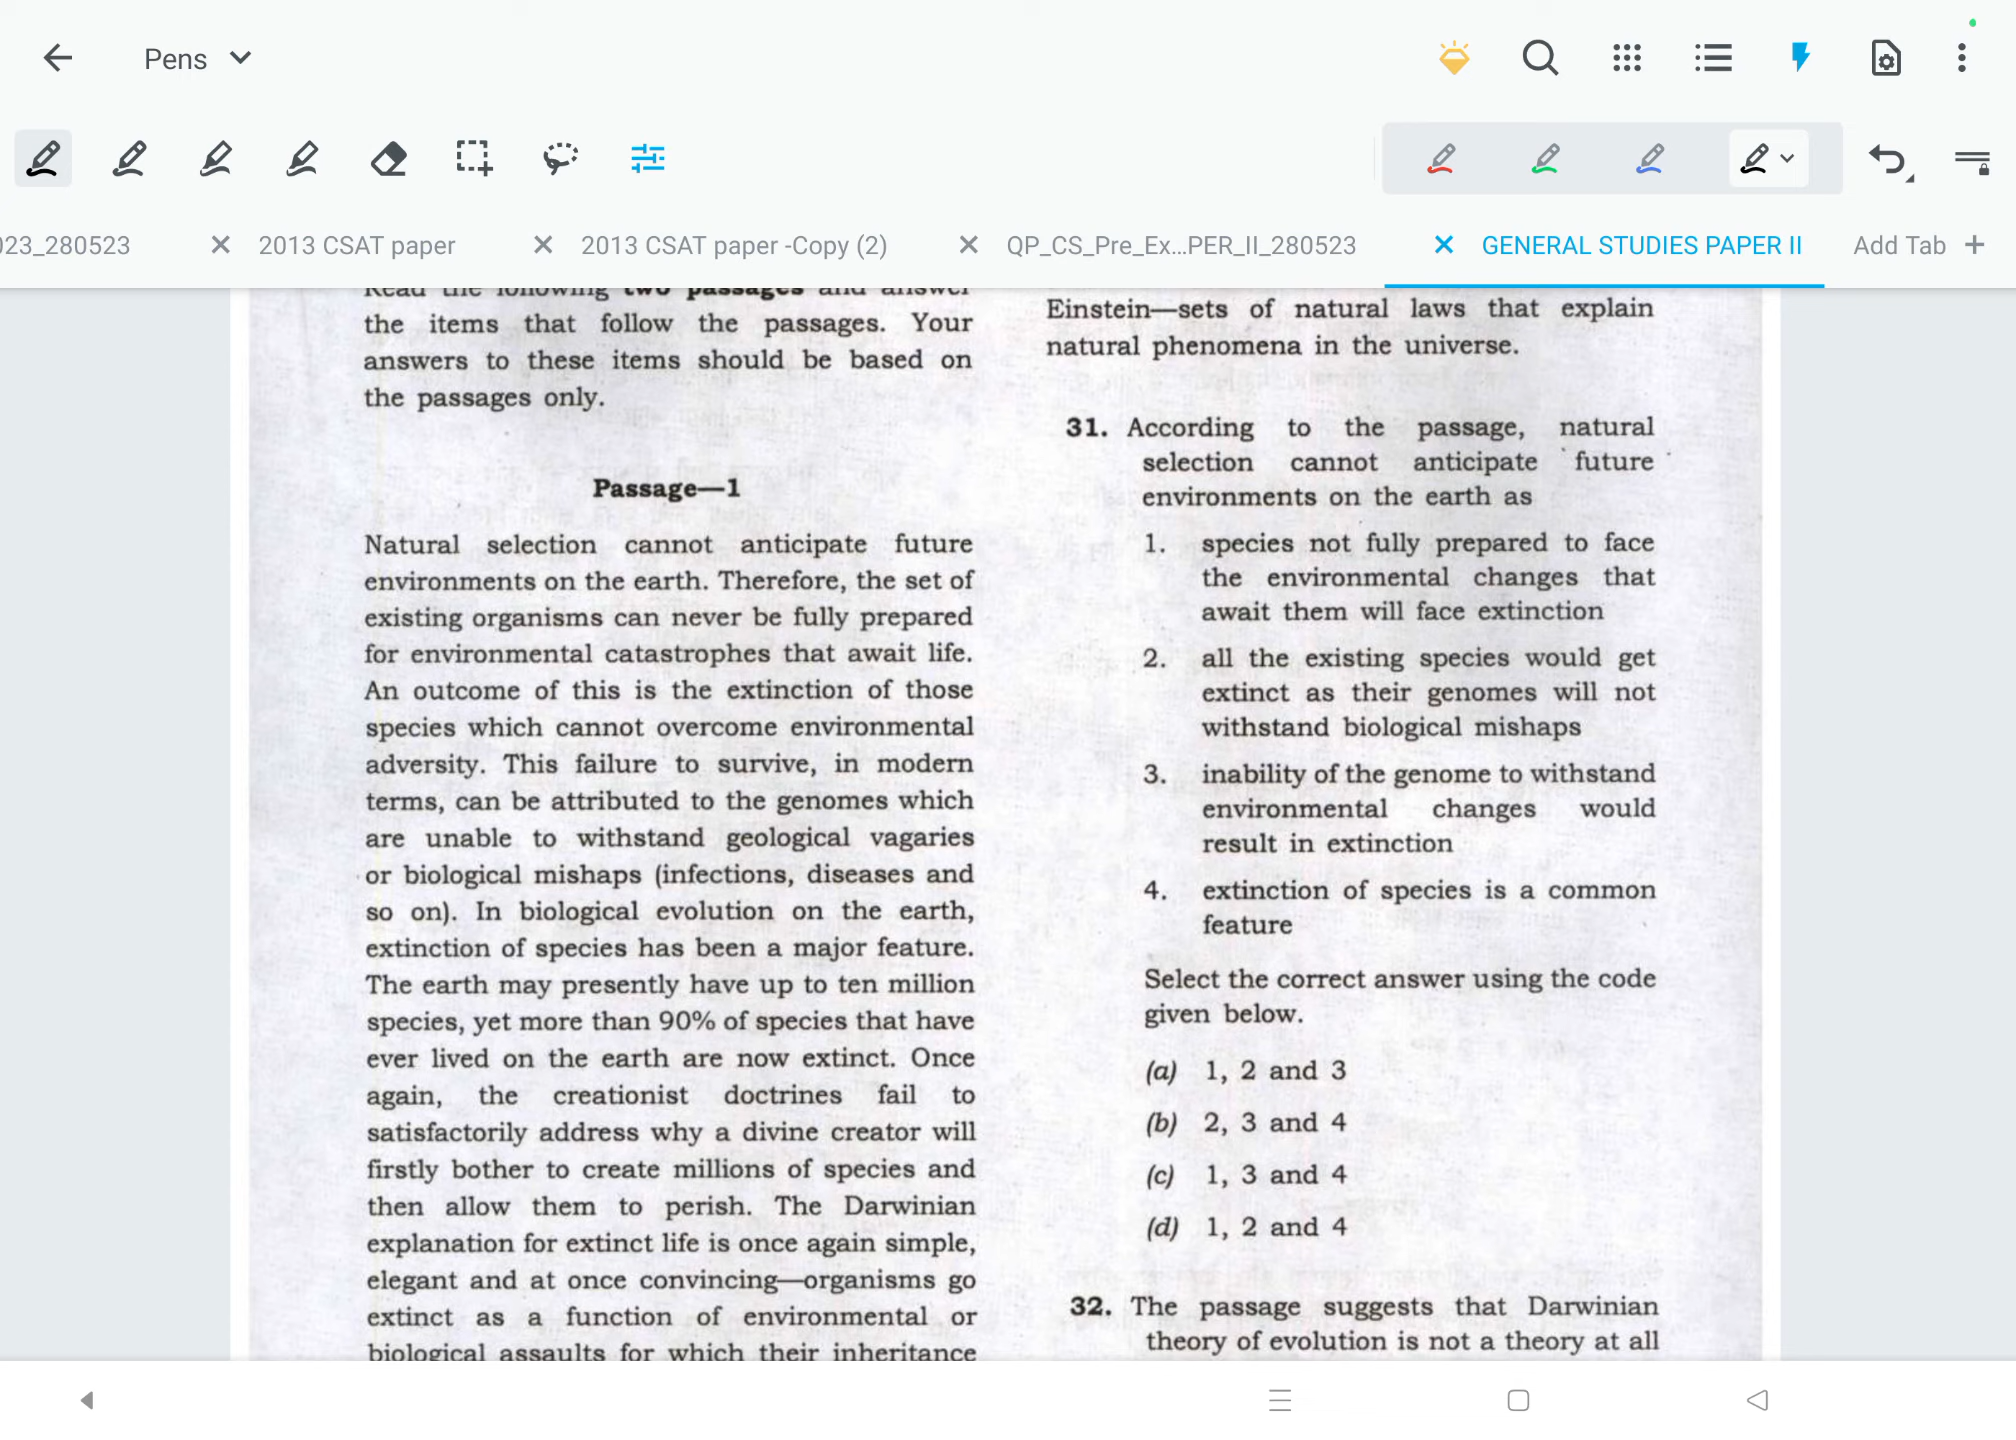 Pens
023_280523
2013 CSAT paper
2013 CSAT paper -Copy (2)
QP_CS_Pre_Ex...PER_II_280523
GENERAL STUDIES PAPER II
Add Tab
Read the following two passages and answer
the items that follow the passages. Your
answers to these items should be based on
the passages only.
Passage—1
Natural selection cannot anticipate future
environments on the earth. Therefore, the set of
existing organisms can never be fully prepared
for environmental catastrophes that await life.
An outcome of this is the extinction of those
species which cannot overcome environmental
adversity. This failure to survive, in modern
terms, can be attributed to the genomes which
are unable to withstand geological vagaries
or biological mishaps (infections, diseases and
so on). In biological evolution on the earth,
extinction of species has been a major feature.
The earth may presently have up to ten million
species, yet more than 90% of species that have
ever lived on the earth are now extinct. Once
again, the creationist doctrines fail to
satisfactorily address why a divine creator will
firstly bother to create millions of species and
then allow them to perish. The Darwinian
explanation for extinct life is once again simple,
elegant and at once convincing—organisms go
extinct as a function of environmental or
biological assaults for which their inheritance
Einstein—sets of natural laws that explain
natural phenomena in the universe.
31. According to the passage, natural
selection cannot anticipate future
environments on the earth as
1. species not fully prepared to face
the environmental changes that
await them will face extinction
2. all the existing species would get
extinct as their genomes will not
withstand biological mishaps
3. inability of the genome to withstand
environmental changes would
result in extinction
4. extinction of species is a common
feature
Select the correct answer using the code
given below.
(a) 1, 2 and 3
(b) 2, 3 and 4
(c) 1, 3 and 4
(d) 1, 2 and 4
32. The passage suggests that Darwinian
theory of evolution is not a theory at all